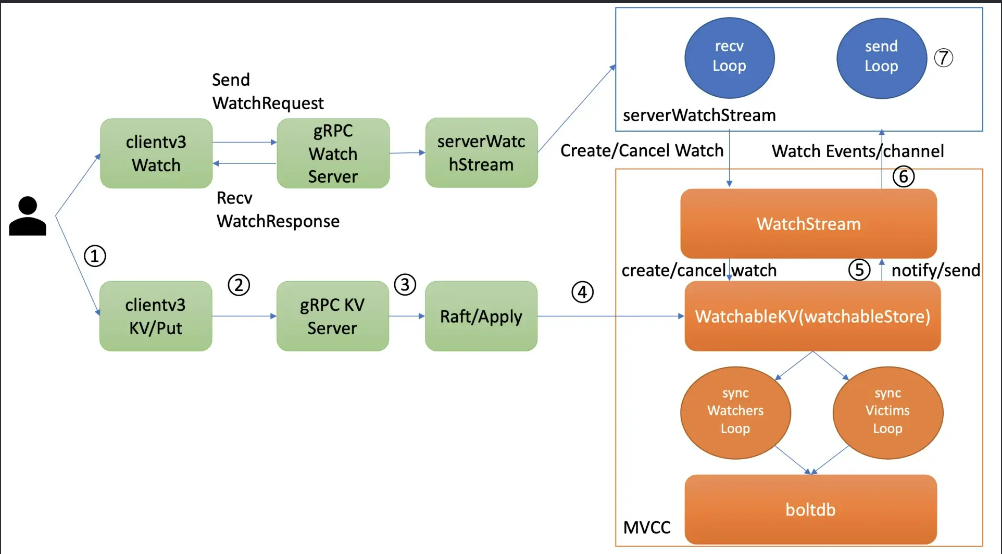 recv
Loop
send
Loop
⑦
serverWatchStream
Send
WatchRequest
clientv3
Watch
gRPC
Watch
Server
serverWatc
hStream
Recv
WatchResponse
Create/Cancel Watch
Watch Events/channel
⑥
WatchStream
create/cancel watch
⑤
notify/send
①
clientv3
KV/Put
②
gRPC KV
Server
③
Raft/Apply
④
WatchableKV(watchableStore)
sync
Watchers
Loop
sync
Victims
Loop
boltdb
MVCC